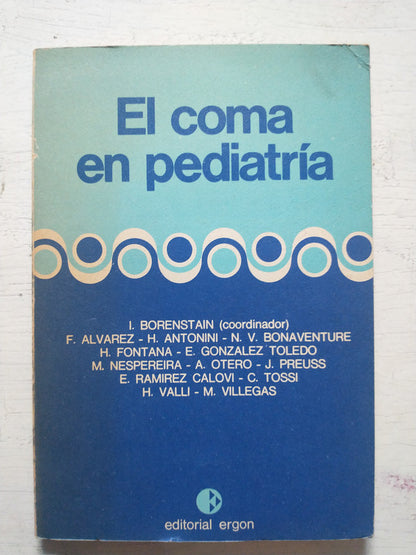 El coma
en pediatría
I. BORENSTAIN (coordinador)
F. ALVAREZ - H. ANTONINI - N. V. BONAVENTURE
H. FONTANA - E. GONZALEZ TOLEDO
M. NESPEREIRA - A. OTERO - J. PREUSS
E. RAMIREZ CALOVI - C. TOSSI
H. VALLI - M. VILLEGAS
editorial ergon